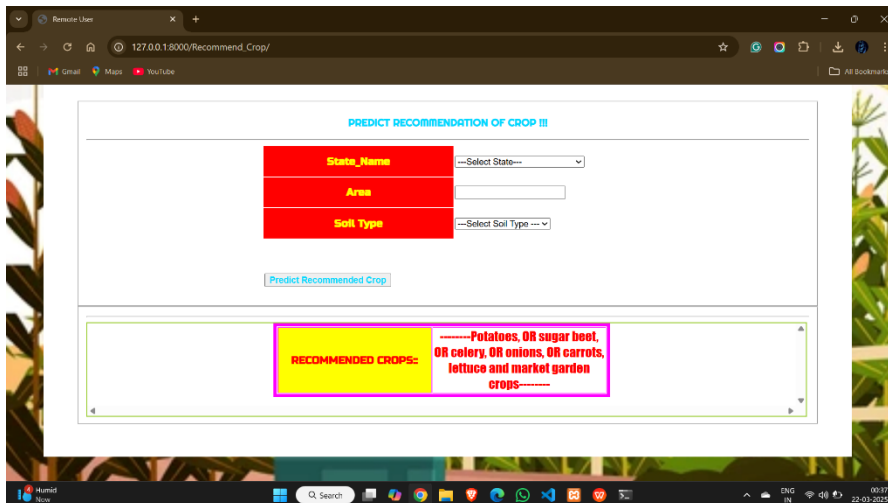 Remote User
127.0.0.1:8000/Recommend_Crop/
Gmail Maps YouTube All Bookmarks
PREDICT RECOMMENDATION OF CROP !!!
State_Name ---Select State---
Area
Soil Type ---Select Soil Type ---
Predict Recommended Crop
RECOMMENDED CROPS::
--------Potatoes, OR sugar beet,
OR celery, OR onions, OR carrots,
lettuce and market garden
crops--------
Humid
Now
Search
ENG
IN
00:37
22-03-2025